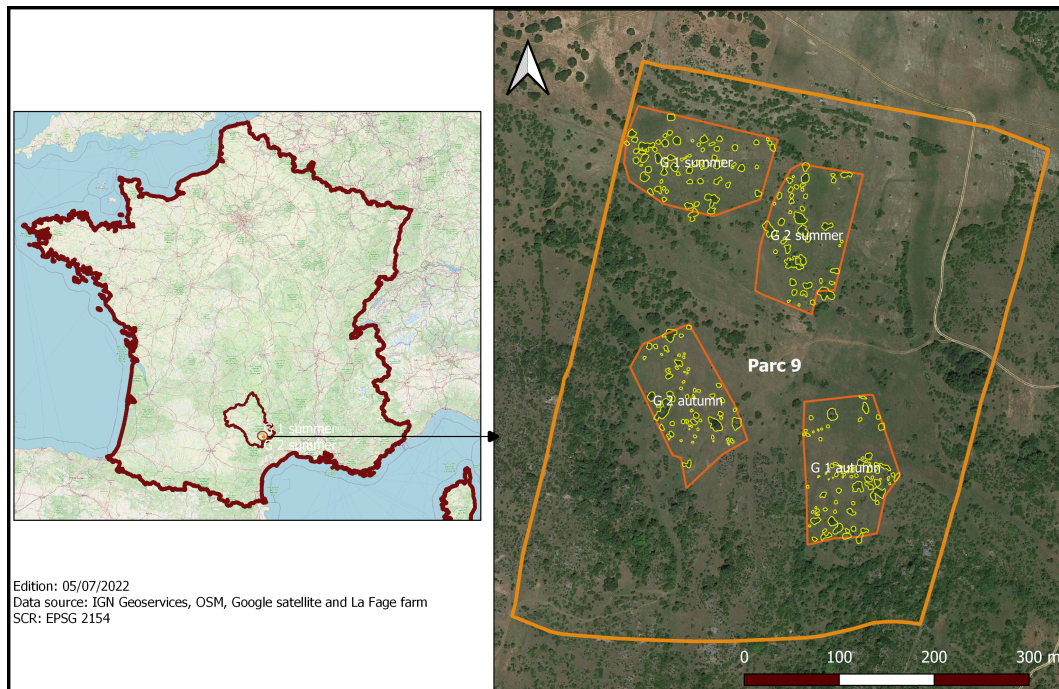 G 1 summer
G 2 summer
Edition: 05/07/2022
Data source: IGN Geoservices, OSM, Google satellite and La Fage farm
SCR: EPSG 2154
G 1 summer
G 2 summer
Parc 9
G 2 autumn
G 1 autumn
0 100 200 300 m